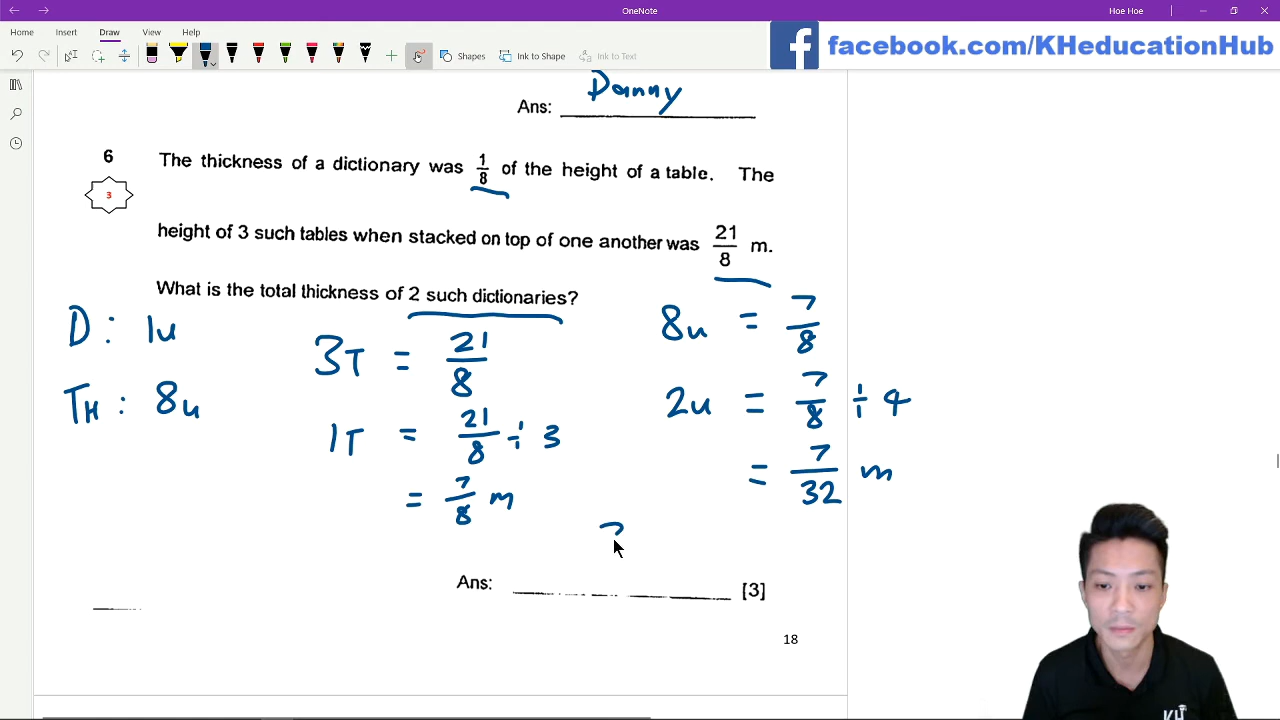 OneNote
Hoe Hoe
Home Insert Draw View Help
Shapes Ink to Shape Ink to Text
facebook.com/KHeducationHub
Ans: Danny
6 The thickness of a dictionary was 1/8 of the height of a table. The
3
height of 3 such tables when stacked on top of one another was 21/8 m.
What is the total thickness of 2 such dictionaries?
D : 1u
TH : 8u
3T = 21/8
1T = 21/8 ÷ 3
= 7/8 m
8u = 7/8
2u = 7/8 ÷ 4
= 7/32 m
Ans: [3]
18
KH